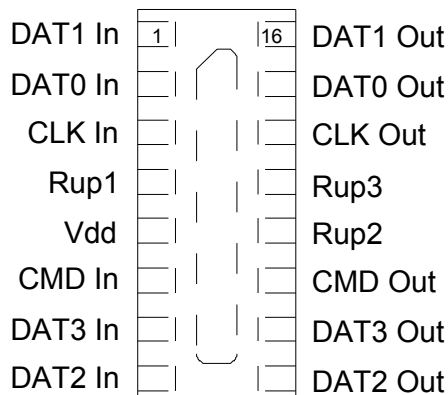 DAT1 In 1 16 DAT1 Out
DAT0 In DAT0 Out
CLK In CLK Out
Rup1 Rup3
Vdd Rup2
CMD In CMD Out
DAT3 In DAT3 Out
DAT2 In DAT2 Out